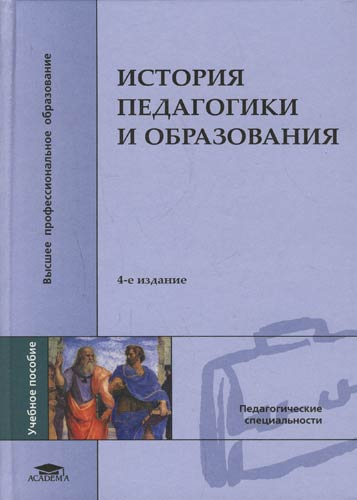 ИСТОРИЯ
ПЕДАГОГИКИ
И ОБРАЗОВАНИЯ
Высшее профессиональное образование
4-е издание
Учебное пособие
Педагогические
специальности
ACADEMA